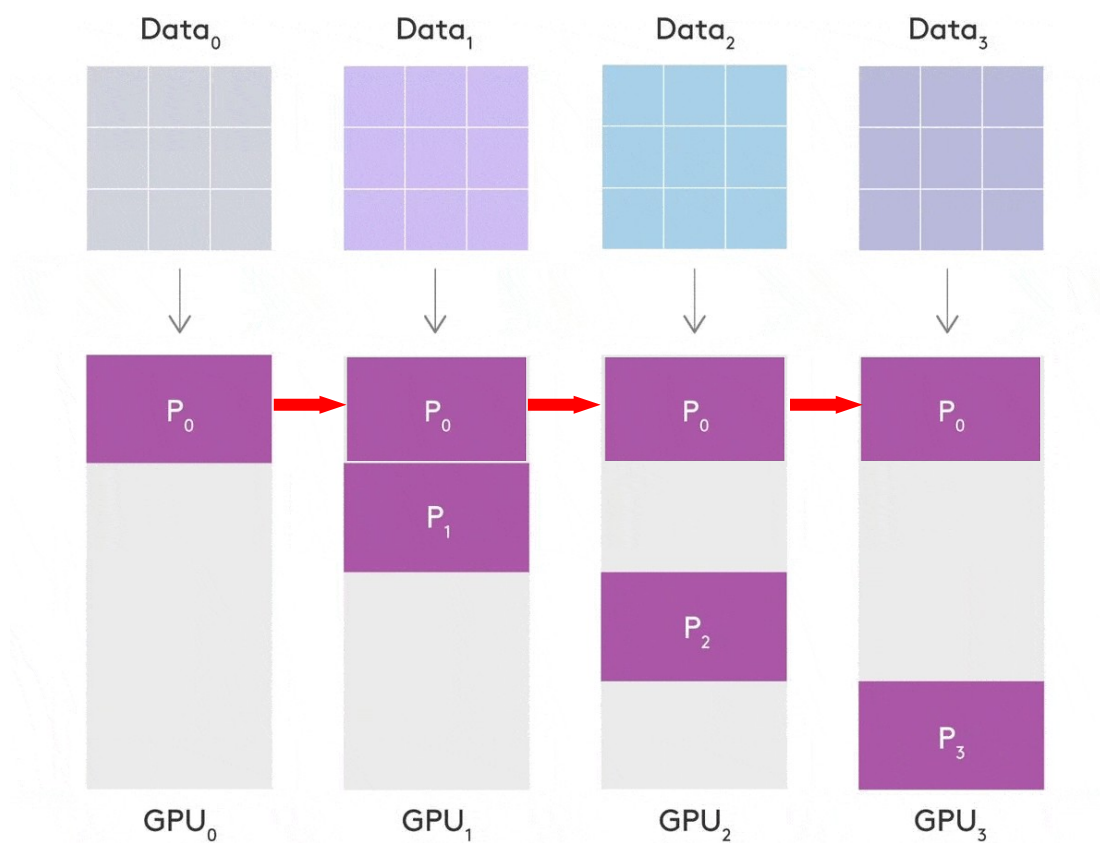 Data₀ Data₁ Data₂ Data₃
P₀ P₀ P₀ P₀
P₁
P₂
P₃
GPU₀ GPU₁ GPU₂ GPU₃